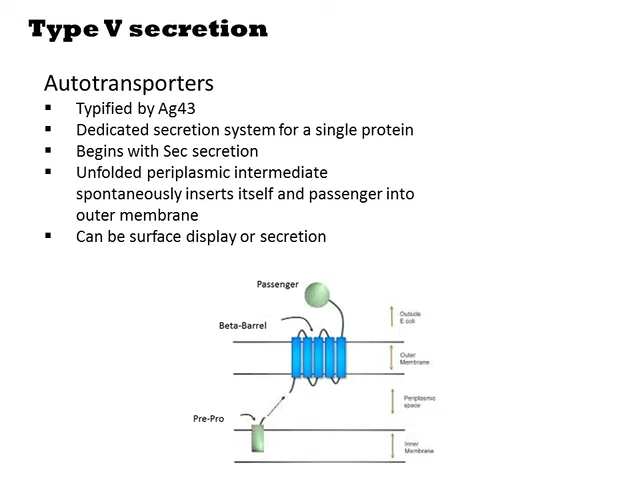 Type V secretion
Autotransporters
▪ Typified by Ag43
▪ Dedicated secretion system for a single protein
▪ Begins with Sec secretion
▪ Unfolded periplasmic intermediate
spontaneously inserts itself and passenger into
outer membrane
▪ Can be surface display or secretion
Passenger
Outside
E.coli
Beta-Barrel
Outer
Membrane
Periplasmic
space
Pre-Pro
Inner
Membrane